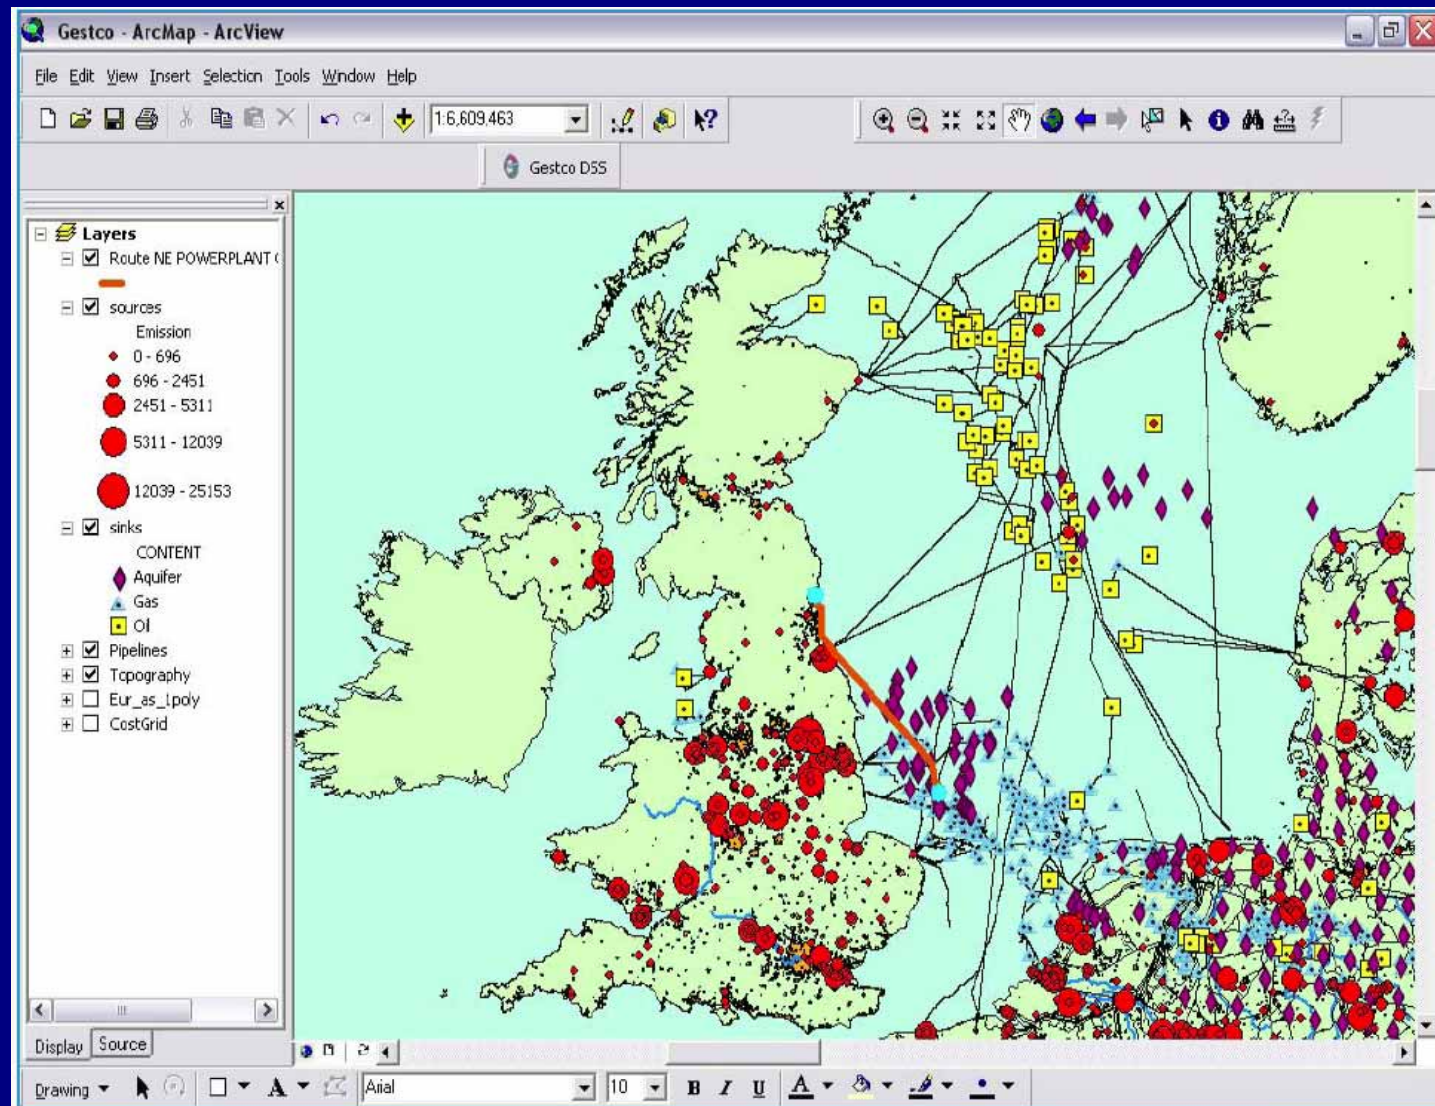 Gestco - ArcMap - ArcView
File Edit View Insert Selection Tools Window Help
1:6,609,463
Gestco DSS
Layers
Route NE POWERPLANT
sources
Emission
0 - 696
696 - 2451
2451 - 5311
5311 - 12039
12039 - 25153
sinks
CONTENT
Aquifer
Gas
Oil
Pipelines
Topography
Eur_as_1poly
CostGrid
Display Source
Drawing A Arial 10 B I U A